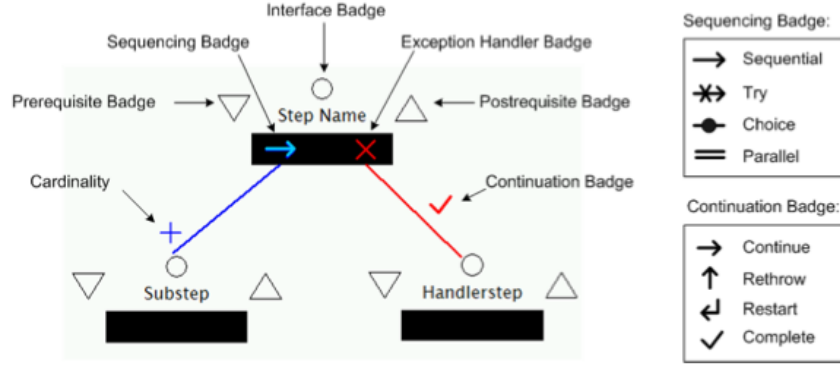 Interface Badge
Sequencing Badge
Exception Handler Badge
Prerequisite Badge
Step Name
Postrequisite Badge
Cardinality
Continuation Badge
Substep
Handlerstep
Sequencing Badge:
Sequential
Try
Choice
Parallel
Continuation Badge:
Continue
Rethrow
Restart
Complete